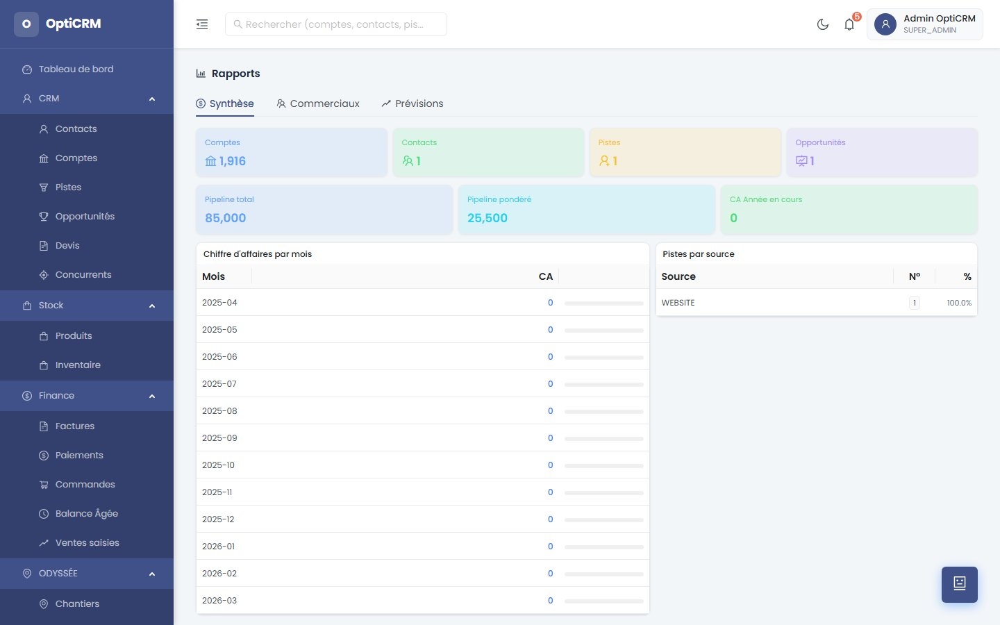 O OptiCRM
Rechercher (comptes, contacts, pis...
5
Admin OptiCRM
SUPER_ADMIN
Tableau de bord
CRM
Contacts
Comptes
Pistes
Opportunités
Devis
Concurrents
Stock
Produits
Inventaire
Finance
Factures
Paiements
Commandes
Balance Âgée
Ventes saisies
ODYSSÉE
Chantiers
Rapports
Synthèse Commerciaux Prévisions
Comptes
1,916
Contacts
1
Pistes
1
Opportunités
1
Pipeline total
85,000
Pipeline pondéré
25,500
CA Année en cours
0
Chiffre d'affaires par mois
Mois CA
2025-04 0
2025-05 0
2025-06 0
2025-07 0
2025-08 0
2025-09 0
2025-10 0
2025-11 0
2025-12 0
2026-01 0
2026-02 0
2026-03 0
Pistes par source
Source N° %
WEBSITE 1 100.0%